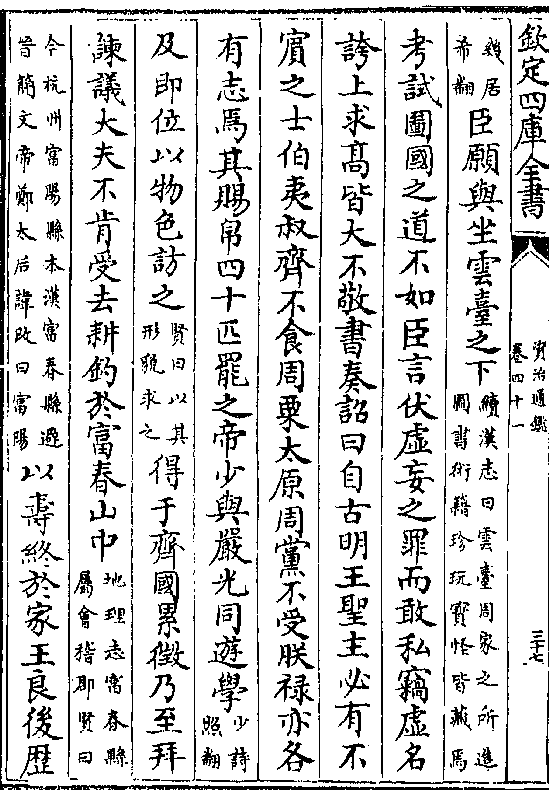 欽定四庫全書
資治通鑑
卷四十一
三十七
幾居希翻臣願與坐雲臺之下續漢志曰雲臺周家之所造圖書術籍珍玩寳怪皆藏焉
考試圖國之道不如臣言伏虛妄之罪而敢私竊虛名
誇上求髙皆大不敬書奏詔曰自古明王聖主必有不
賔之士伯夷叔齊不食周粟太原周黨不受朕禄亦各
有志焉其賜帛四十匹罷之帝少與嚴光同遊學少詩照翻
及即位以物色訪之賢曰以其形貌求之得于齊國累徵乃至拜
諫議大夫不肯受去耕釣於富春山中地理志富春縣屬會稽郡賢曰
今杭州富陽縣本漢富春縣避晉簡文帝鄭太后諱改曰富陽以壽終於家王良後歴